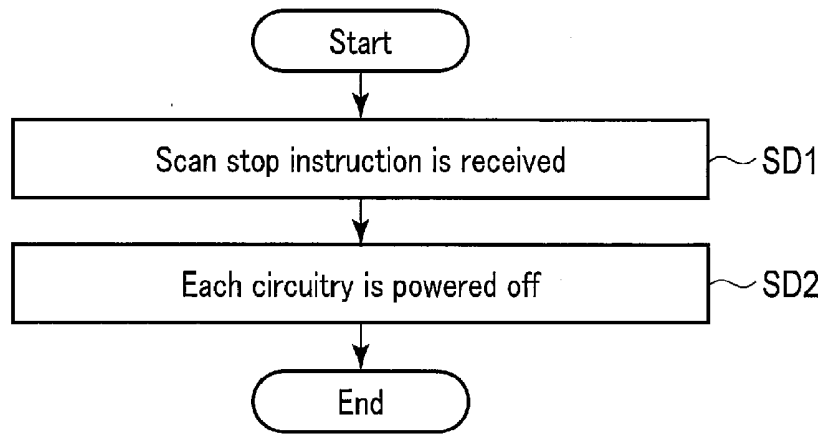 Start
Scan stop instruction is received
SD1
Each circuitry is powered off
SD2
End